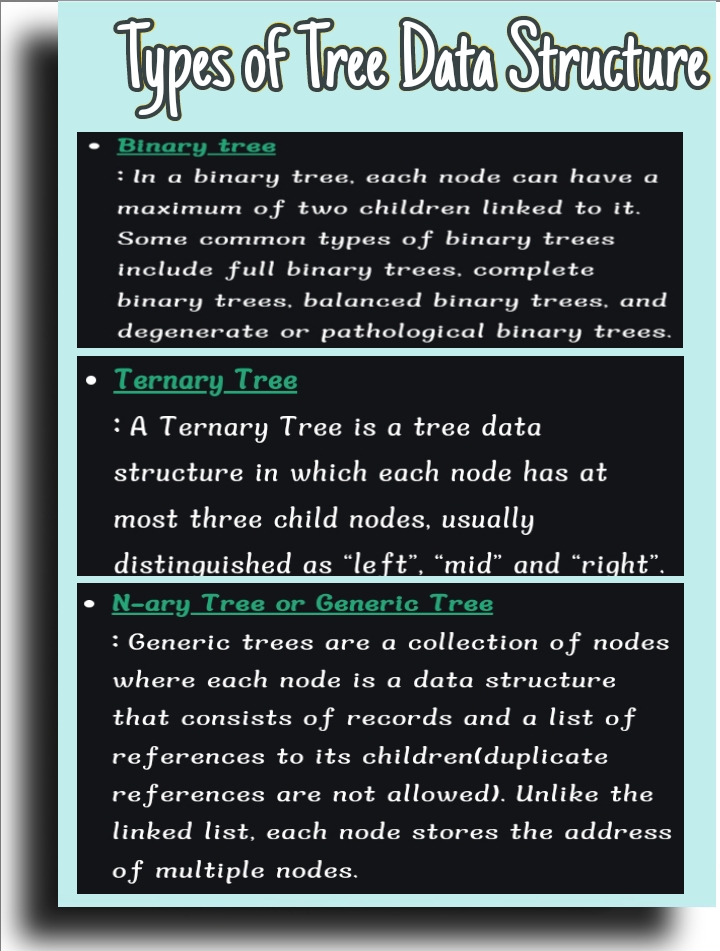 Types of Tree Data Structure
• Binary tree
: In a binary tree, each node can have a
maximum of two children linked to it.
Some common types of binary trees
include full binary trees, complete
binary trees, balanced binary trees, and
degenerate or pathological binary trees.
• Ternary Tree
: A Ternary Tree is a tree data
structure in which each node has at
most three child nodes, usually
distinguished as “left”, “mid” and “right”.
• N-ary Tree or Generic Tree
: Generic trees are a collection of nodes
where each node is a data structure
that consists of records and a list of
references to its children(duplicate
references are not allowed). Unlike the
linked list, each node stores the address
of multiple nodes.